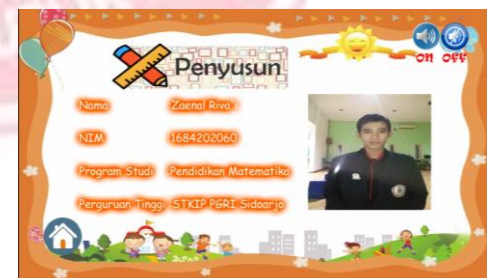 Penyusun
ON OFF
Nama Zaenal Riva'i
NIM 1684202060
Program Studi Pendidikan Matematika
Perguruan Tinggi STKIP PGRI Sidoarjo